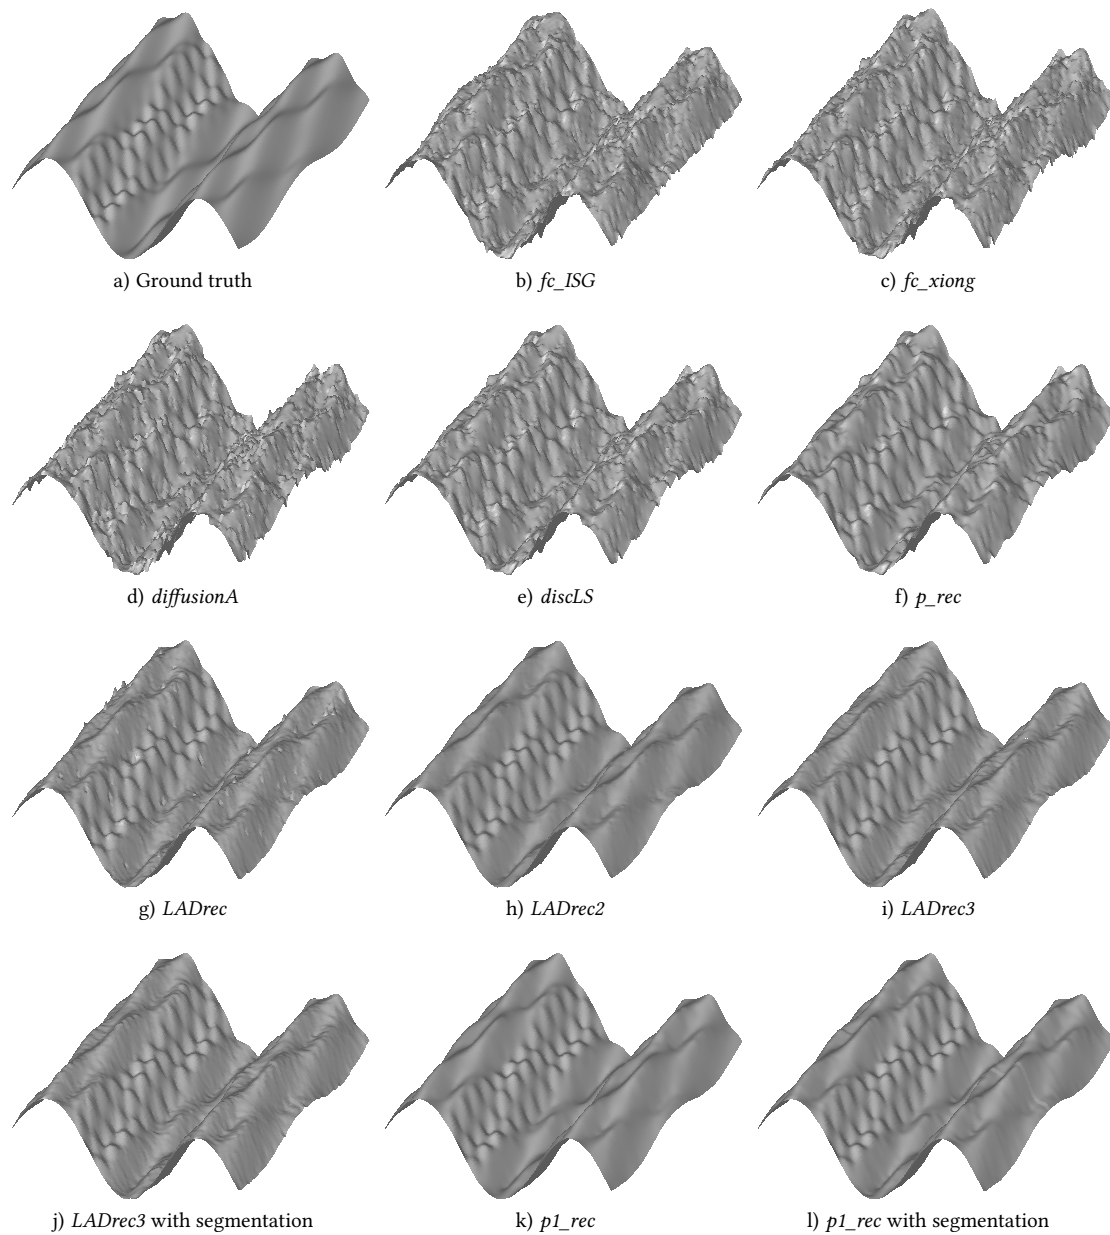 a) Ground truth
b) fc_ISG
c) fc_xiong
d) diffusionA
e) discLS
f) p_rec
g) LADrec
h) LADrec2
i) LADrec3
j) LADrec3 with segmentation
k) p1_rec
l) p1_rec with segmentation